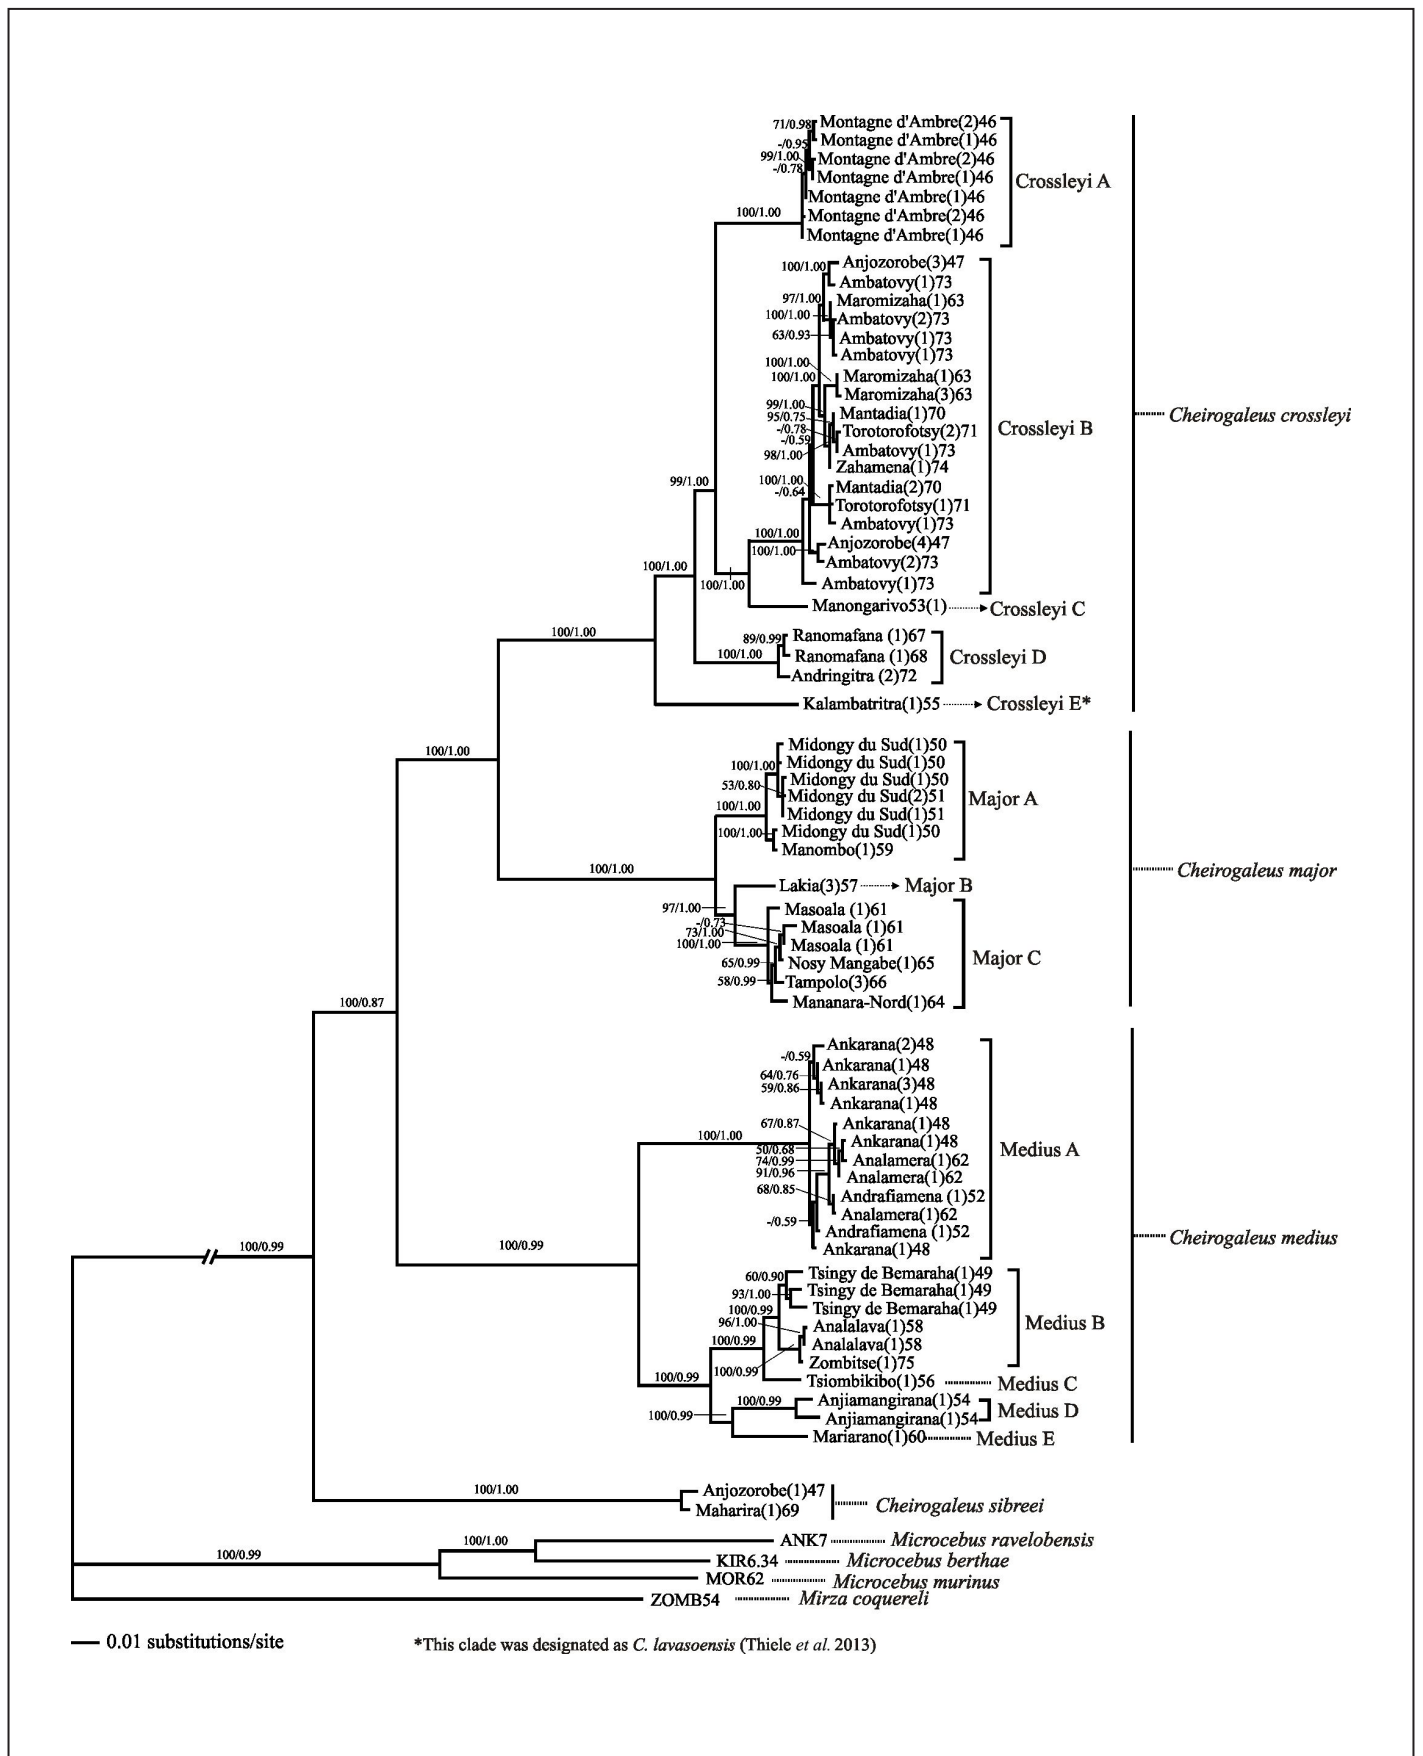 71/0.98
Montagne d'Ambre(2)46
-/0.95
Montagne d'Ambre(1)46
99/1.00
Montagne d'Ambre(2)46
-/0.78
Montagne d'Ambre(1)46
Crossleyi A
Montagne d'Ambre(1)46
100/1.00
Montagne d'Ambre(2)46
Montagne d'Ambre(1)46
100/1.00
Anjozorobe(3)47
Ambatovy(1)73
97/1.00
Maromizaha(1)63
100/1.00
Ambatovy(2)73
63/0.93
Ambatovy(1)73
Ambatovy(1)73
100/1.00
100/1.00
Maromizaha(1)63
Maromizaha(3)63
99/1.00
Mantadia(1)70
95/0.75
-/0.78
Torotorofotsy(2)71
Crossleyi B
-/0.59
Ambatovy(1)73
98/1.00
Zahamena(1)74
Cheirogaleus crossleyi
99/1.00
100/1.00
Mantadia(2)70
-/0.64
Torotorofotsy(1)71
Ambatovy(1)73
100/1.00
Anjozorobe(4)47
100/1.00
Ambatovy(2)73
100/1.00
100/1.00
Ambatovy(1)73
Manongarivo53(1)
Crossleyi C
100/1.00
89/0.99
Ranomafana (1)67
100/1.00
Ranomafana (1)68
Crossleyi D
Andringitra (2)72
Kalambatritra(1)55
Crossleyi E*
100/1.00
Midongy du Sud(1)50
100/1.00
Midongy du Sud(1)50
53/0.80
Midongy du Sud(1)50
Midongy du Sud(2)51
Major A
100/1.00
Midongy du Sud(1)51
100/1.00
Midongy du Sud(1)50
Manombo(1)59
100/1.00
Cheirogaleus major
Lakia(3)57
Major B
97/1.00
Masoala (1)61
-/0.73
Masoala (1)61
73/1.00
100/1.00
Masoala (1)61
65/0.99
Nosy Mangabe(1)65
Major C
58/0.99
Tampolo(3)66
Mananara-Nord(1)64
100/0.87
Ankarana(2)48
-/0.59
Ankarana(1)48
64/0.76
59/0.86
Ankarana(3)48
Ankarana(1)48
67/0.87
Ankarana(1)48
100/1.00
Ankarana(1)48
50/0.68
74/0.99
Analamera(1)62
Medius A
91/0.96
Analamera(1)62
68/0.85
Andrafiamena (1)52
Analamera(1)62
-/0.59
Andrafiamena (1)52
Ankarana(1)48
Cheirogaleus medius
100/0.99
100/0.99
60/0.90
Tsingy de Bemaraha(1)49
93/1.00
Tsingy de Bemaraha(1)49
100/0.99
Tsingy de Bemaraha(1)49
96/1.00
Analalava(1)58
Medius B
100/0.99
Analalava(1)58
100/0.99
Zombitse(1)75
100/0.99
Tsiombikibo(1)56
Medius C
100/0.99
Anjiamangirana(1)54
100/0.99
Anjiamangirana(1)54
Medius D
Mariarano(1)60
Medius E
100/1.00
Anjozorobe(1)47
Maharira(1)69
Cheirogaleus sibreei
100/1.00
ANK7
Microcebus ravelobensis
100/0.99
KIR6.34
Microcebus berthae
MOR62
Microcebus murinus
ZOMB54
Mirza coquereli
0.01 substitutions/site
*This clade was designated as C. lavasoensis (Thiele et al. 2013)